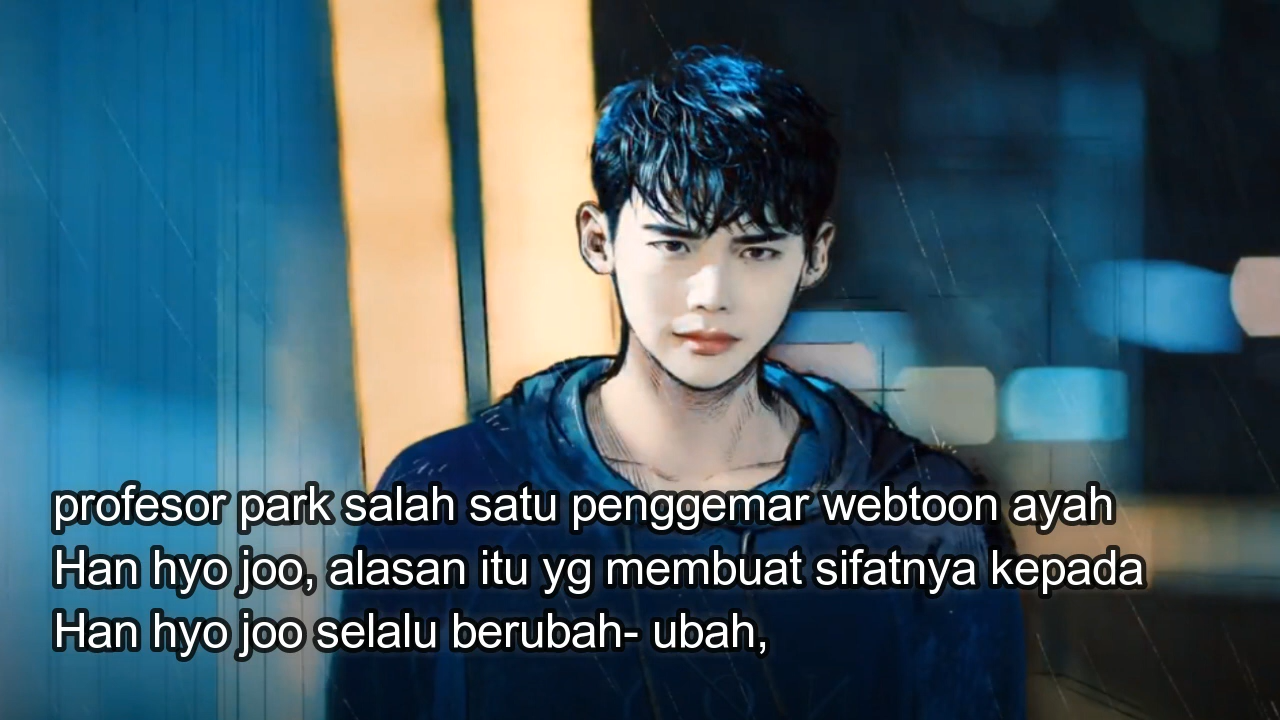 profesor park salah satu penggemar webtoon ayah
Han hyo joo, alasan itu yg membuat sifatnya kepada
Han hyo joo selalu berubah- ubah,